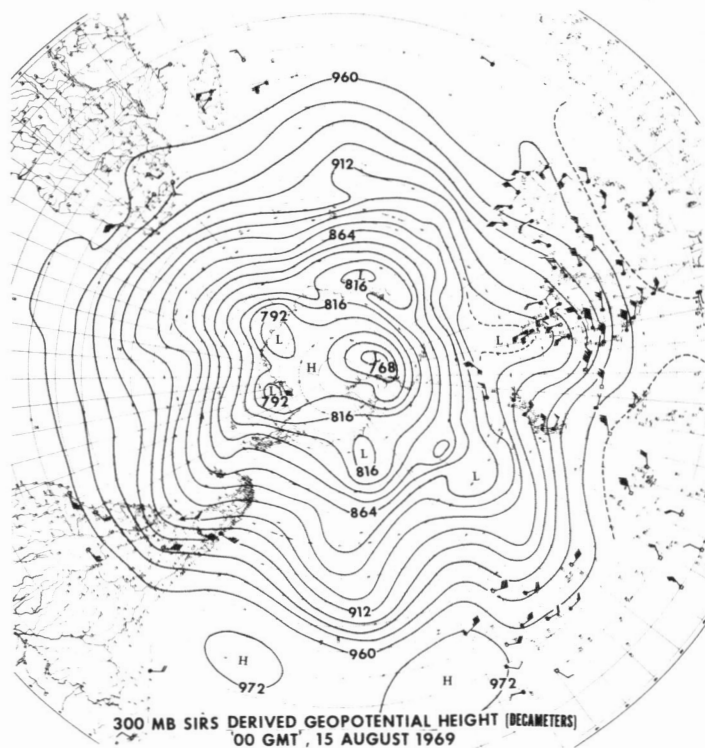 960
912
864
L
816
816
792
L
L
H
L
768
L
792
816
L
816
L
864
912
960
H
972
H
972
300 MB SIRS DERIVED GEOPOTENTIAL HEIGHT (DECAMETERS)
'00 GMT', 15 AUGUST 1969